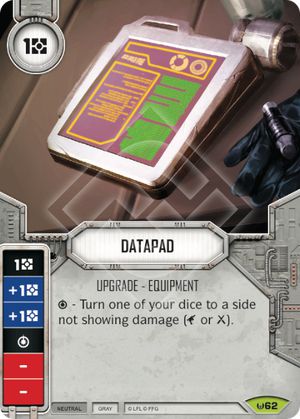 1
DATAPAD
UPGRADE - EQUIPMENT
- Turn one of your dice to a side
not showing damage ( or ).
1
+1
+1
-
-
NEUTRAL GRAY © LFL © FFG 62